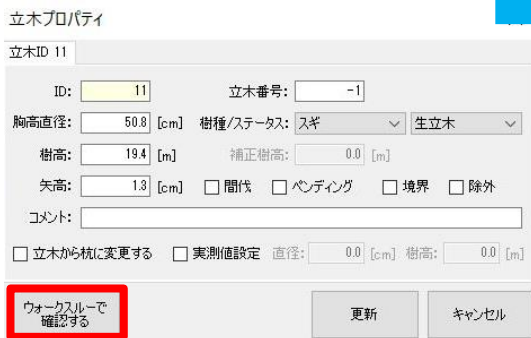 立木プロパティ
立木ID 11
ID: 11 立木番号: -1
胸高直径: 50.8 [cm] 樹種/ステータス: スギ 生立木
樹高: 19.4 [m] 補正樹高: 0.0 [m]
矢高: 1.3 [cm] 間伐 ペンディング 境界 除外
コメント:
立木から杭に変更する 実測値設定 直径: 0.0 [cm] 樹高: 0.0 [m]
ウォークスルーで
確認する
更新 キャンセル